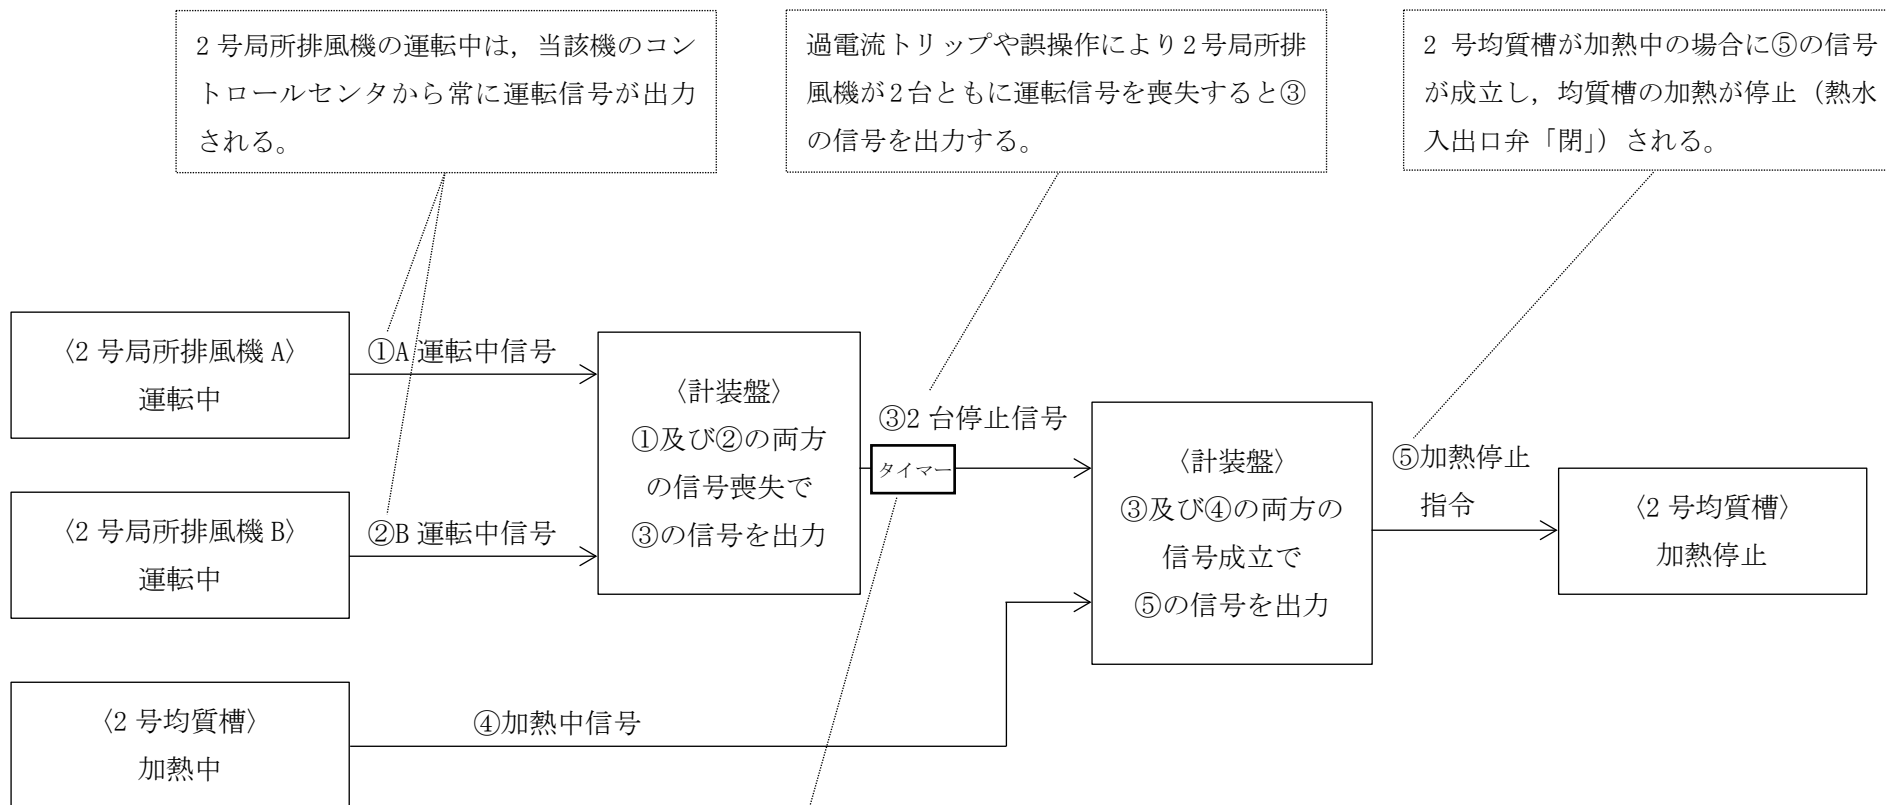 2 号局所排風機の運転中は，当該機のコン
トロールセンタから常に運転信号が出力
される。
過電流トリップや誤操作により2号局所排
風機が2台ともに運転信号を喪失すると③
の信号を出力する。
2 号均質槽が加熱中の場合に⑤の信号
が成立し，均質槽の加熱が停止（熱水
入出口弁「閉」）される。
〈2 号局所排風機 A〉
運転中
①A 運転中信号
〈計装盤〉
①及び②の両方
の信号喪失で
③の信号を出力
③2 台停止信号
タイマー
〈計装盤〉
③及び④の両方の
信号成立で
⑤の信号を出力
⑤加熱停止
指令
〈2 号均質槽〉
加熱停止
〈2 号局所排風機 B〉
運転中
②B 運転中信号
〈2 号均質槽〉
加熱中
④加熱中信号